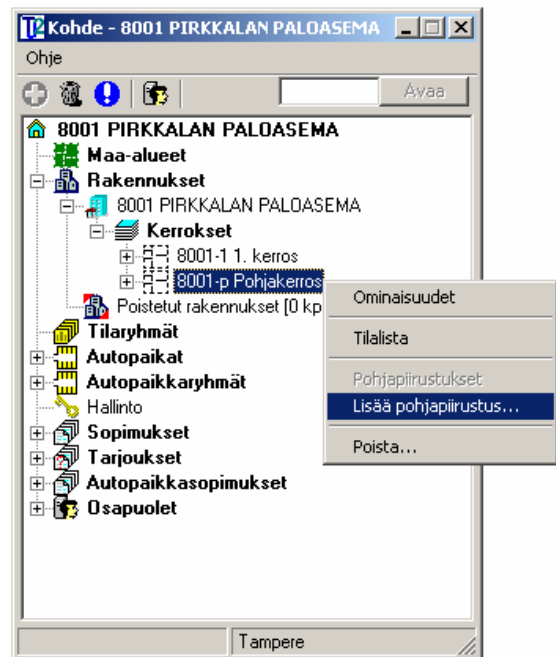 Kohde - 8001 PIRKKALAN PALOASEMA
Ohje
Avaa
8001 PIRKKALAN PALOASEMA
Maa-alueet
Rakennukset
8001 PIRKKALAN PALOASEMA
Kerrokset
8001-1 1. kerros
8001-p Pohjakerros
Poistetut rakennukset [0 kp
Tilaryhmät
Autopaikat
Autopaikkaryhmät
Hallinto
Sopimukset
Tarjoukset
Autopaikkasopimukset
Osapuolet
Ominaisuudet
Tilalista
Pohjapiirustukset
Lisää pohjapiirustus...
Poista...
Tampere